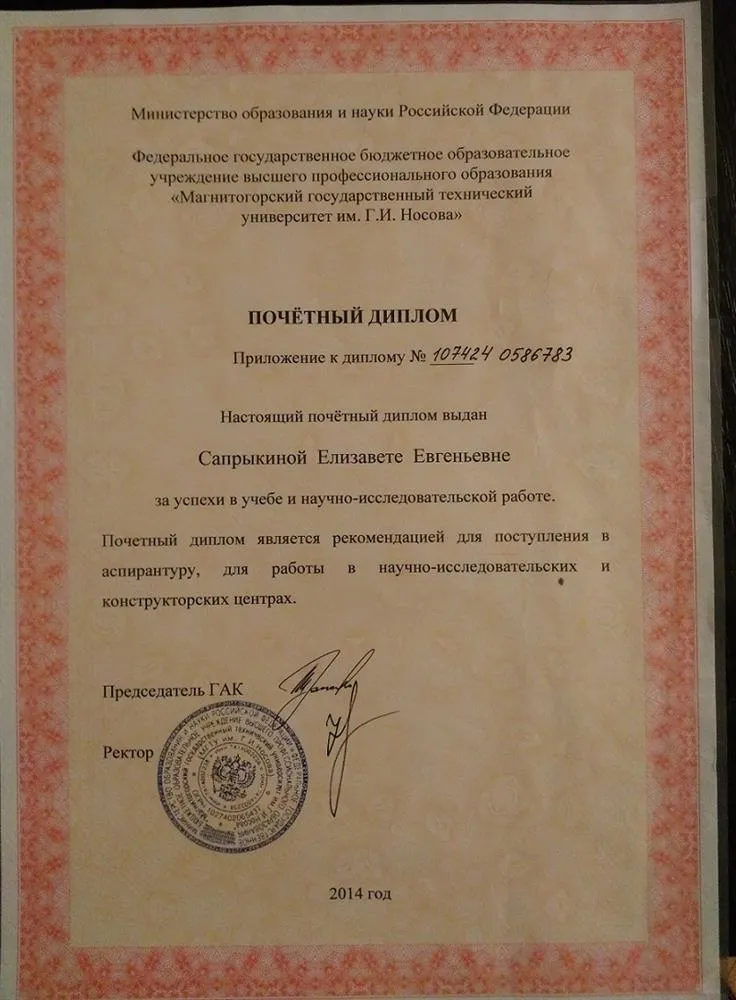 Министерство образования и науки Российской Федерации
Федеральное государственное бюджетное образовательное
учреждение высшего профессионального образования
«Магнитогорский государственный технический
университет им. Г.И. Носова»
ПОЧЁТНЫЙ ДИПЛОМ
Приложение к диплому № 107424 0586783
Настоящий почётный диплом выдан
Сапрыкиной Елизавете Евгеньевне
за успехи в учебе и научно-исследовательской работе.
Почетный диплом является рекомендацией для поступления в
аспирантуру, для работы в научно-исследовательских и
конструкторских центрах.
Председатель ГАК
Ректор
2014 год